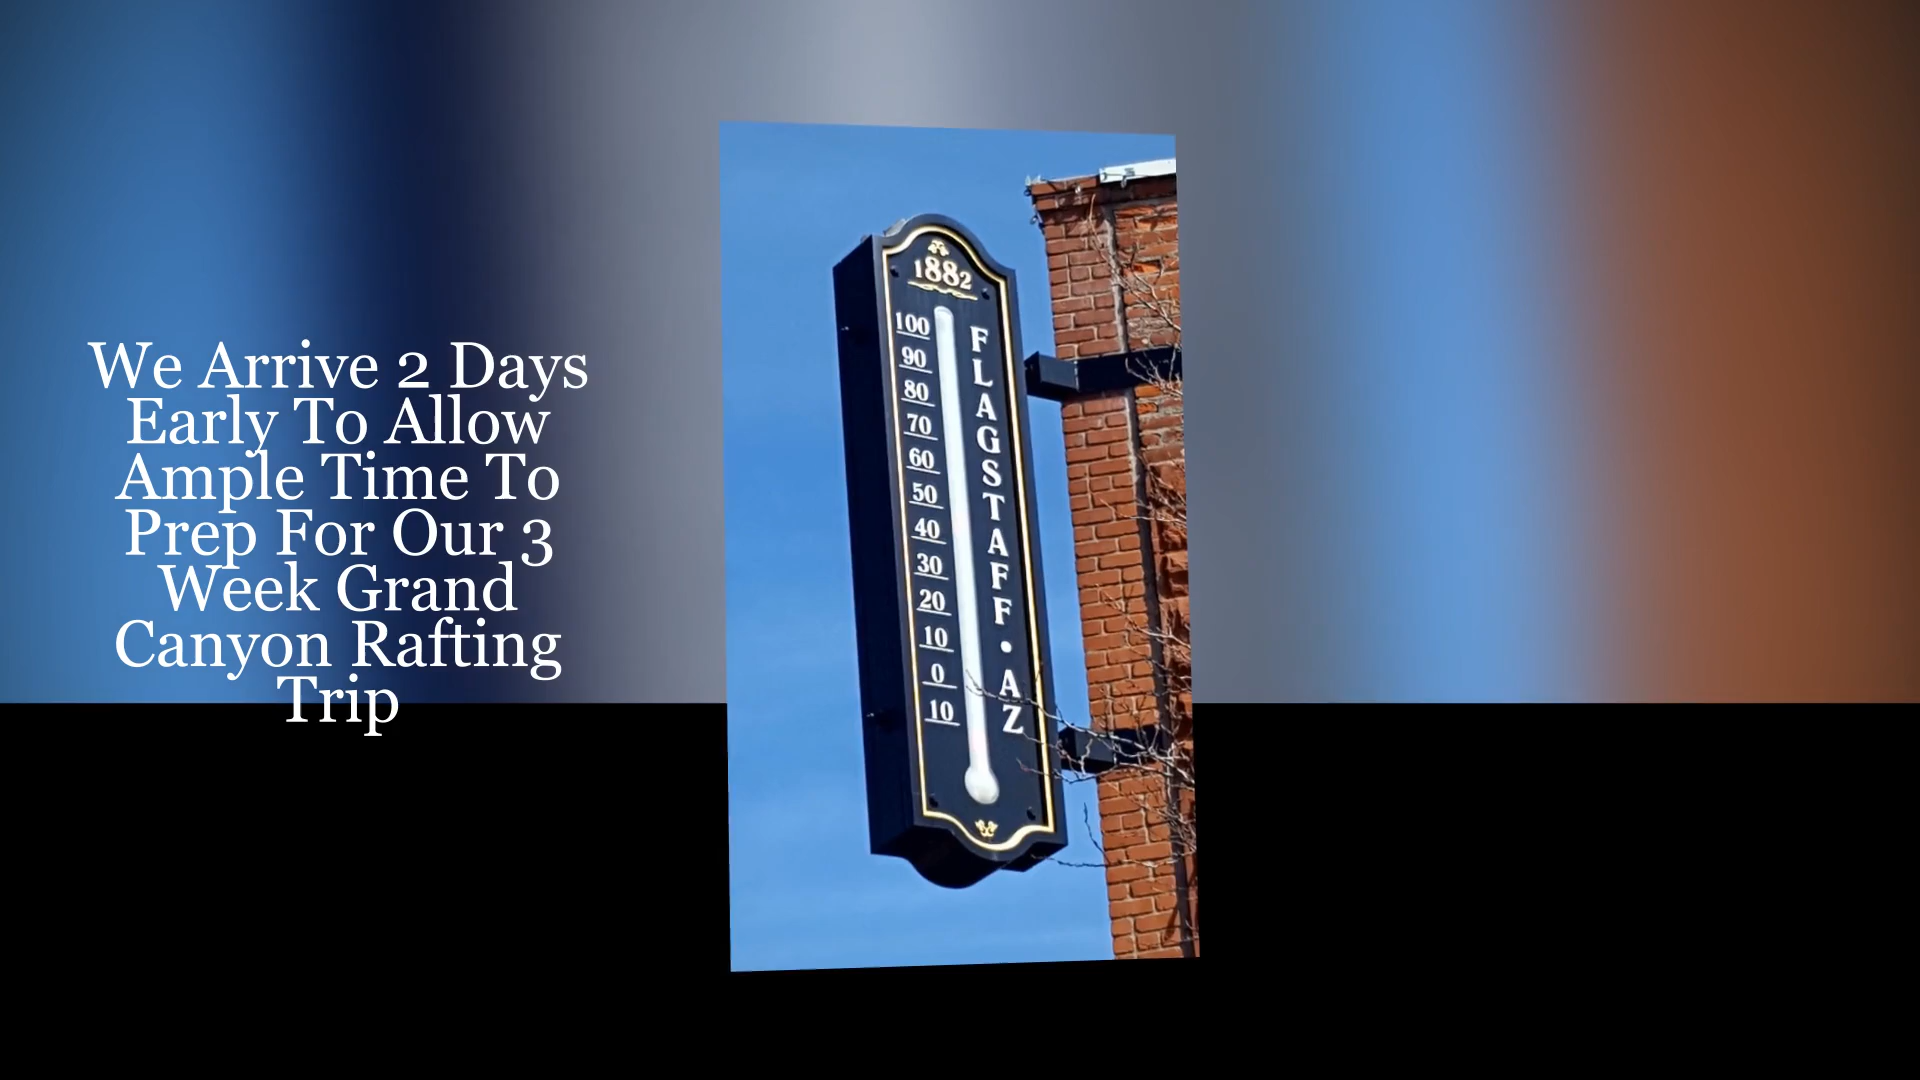 We Arrive 2 Days
Early To Allow
Ample Time To
Prep For Our 3
Week Grand
Canyon Rafting
Trip
1882
100
90
80
70
60
50
40
30
20
10
0
10
FLAGSTAFF • AZ